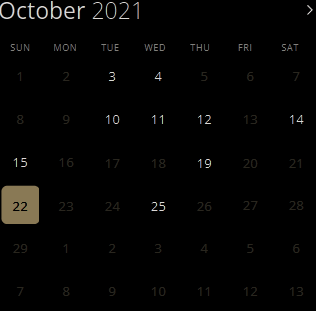 October 2021
SUN MON TUE WED THU FRI SAT
1 2 3 4 5 6 7
8 9 10 11 12 13 14
15 16 17 18 19 20 21
22 23 24 25 26 27 28
29 1 2 3 4 5 6
7 8 9 10 11 12 13